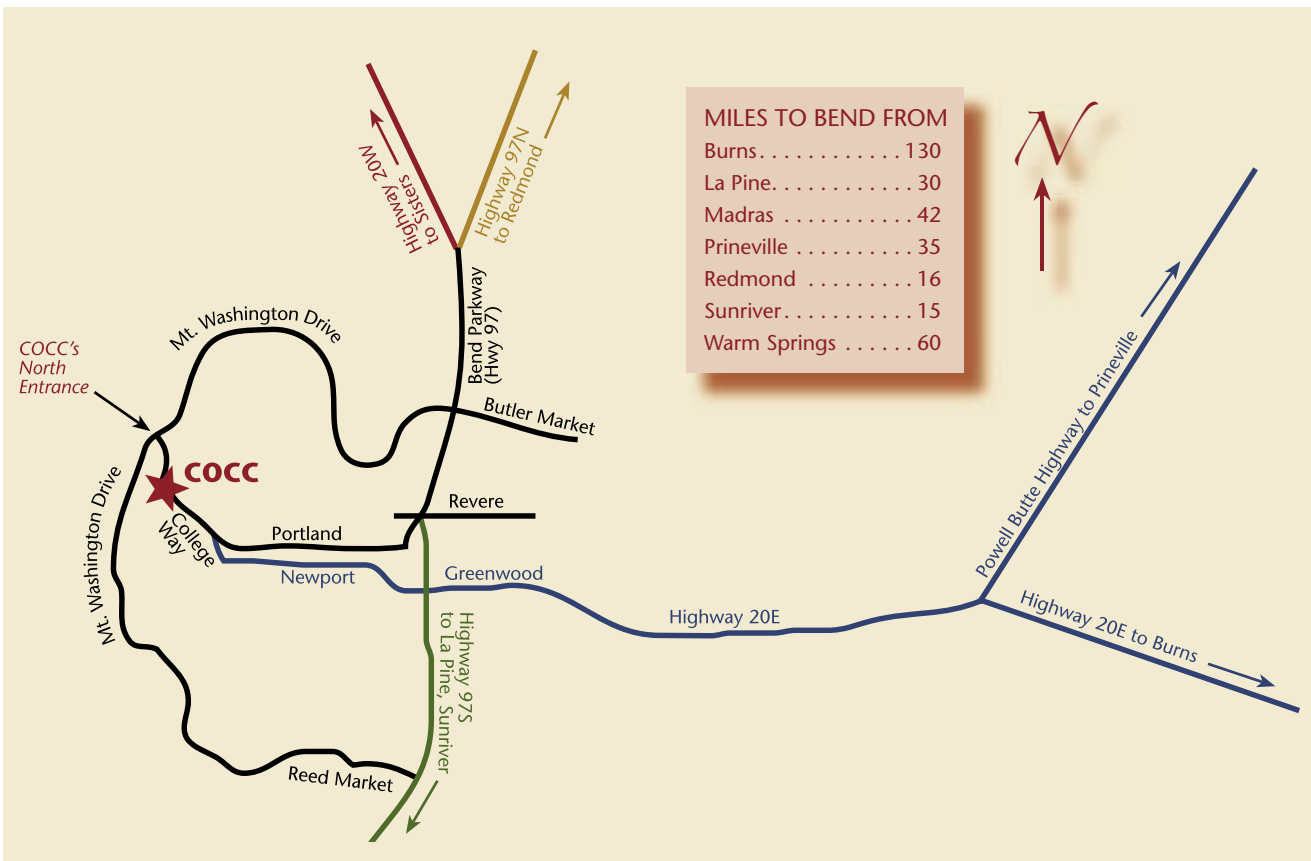 MILES TO BEND FROM
Burns. . . . . . . . . . . . 130
La Pine. . . . . . . . . . . 30
Madras . . . . . . . . . . . 42
Prineville . . . . . . . . . . 35
Redmond . . . . . . . . . 16
Sunriver. . . . . . . . . . . 15
Warm Springs . . . . . . 60
N
Highway 20W
to Sisters
Highway 97N
to Redmond
Bend Parkway
(Hwy 97)
Mt. Washington Drive
COCC's
North
Entrance
Butler Market
COCC
Mt. Washington Drive
College
Way
Revere
Portland
Newport
Greenwood
Highway 20E
Powell Butte Highway to Prineville
Highway 20E to Burns
Highway 97S
to La Pine, Sunriver
Reed Market